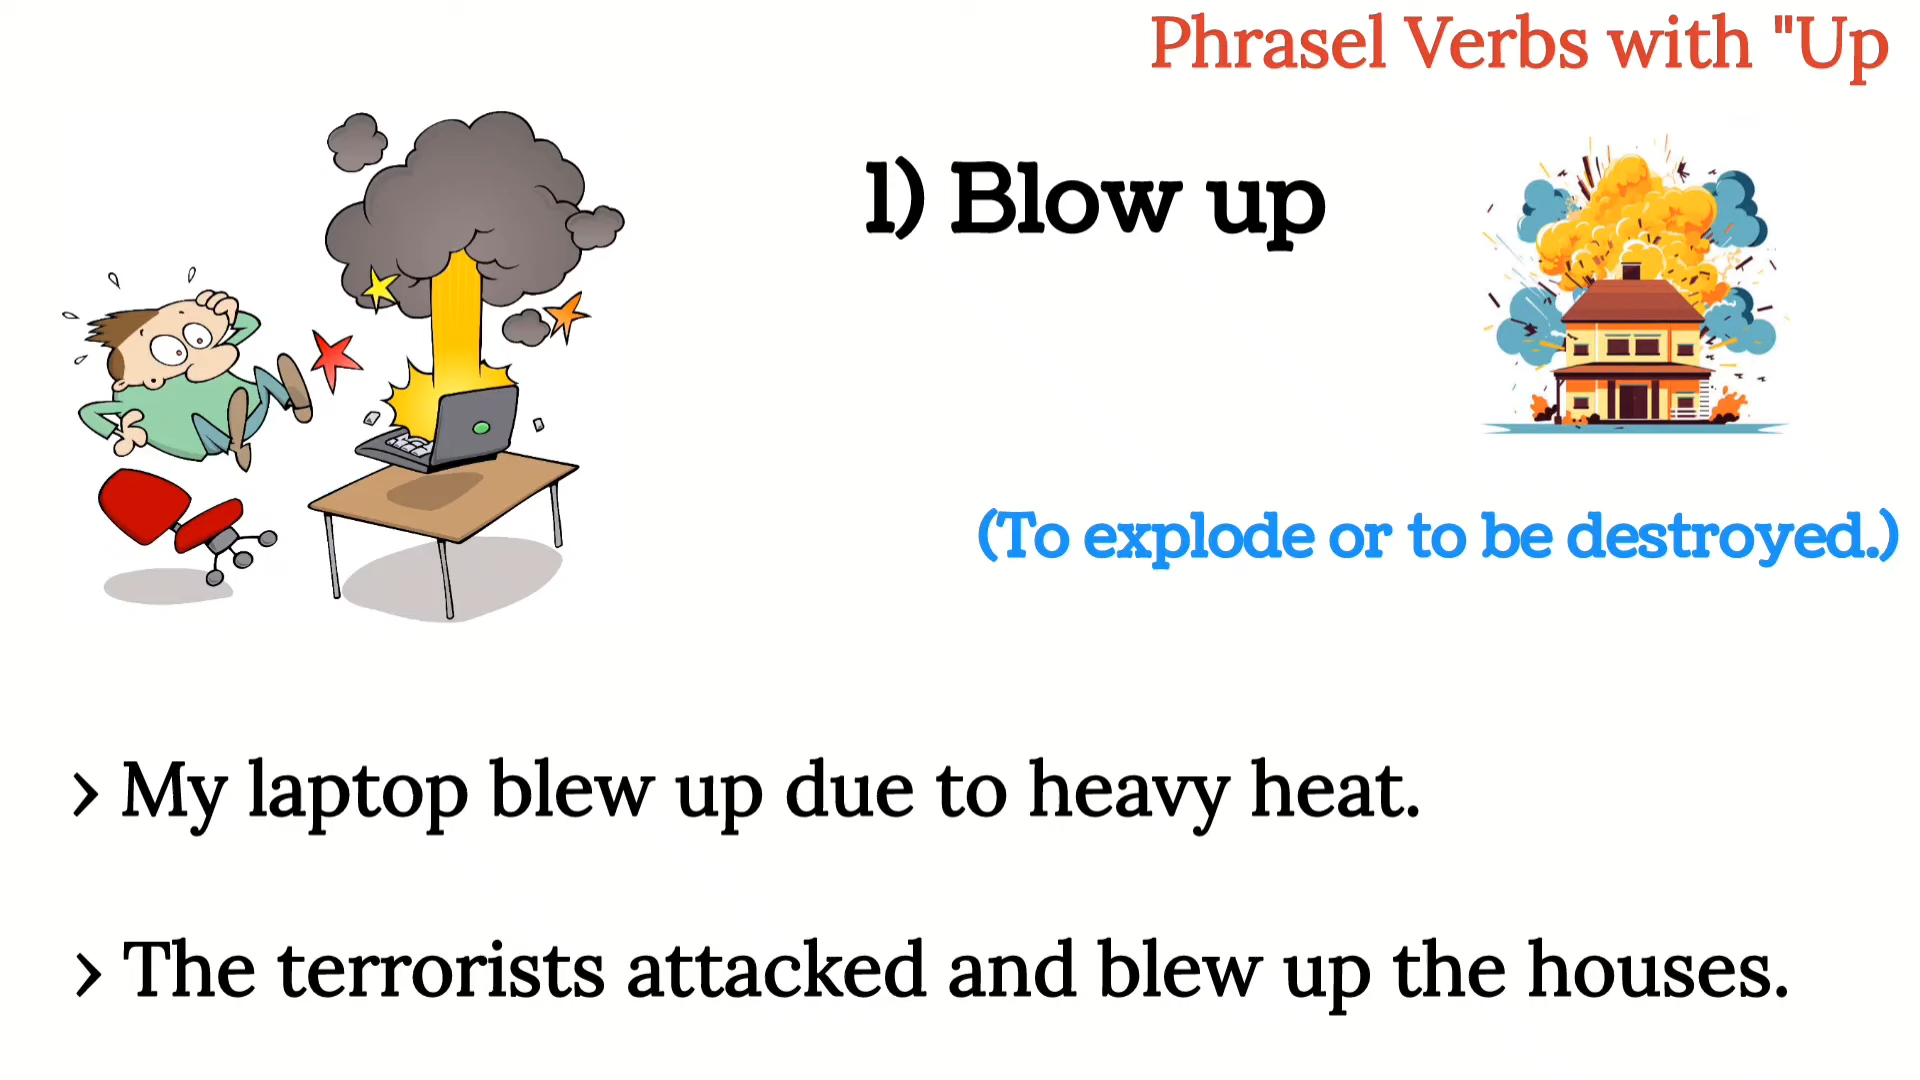 Phrasel Verbs with "Up
1) Blow up
(To explode or to be destroyed.)
› My laptop blew up due to heavy heat.
› The terrorists attacked and blew up the houses.